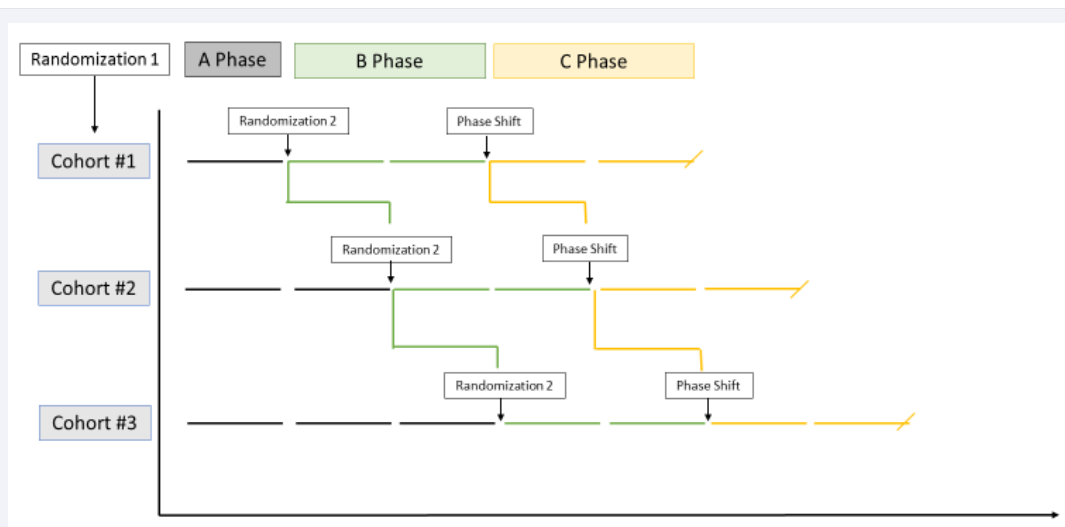 Randomization 1
A Phase
B Phase
C Phase
Randomization 2
Phase Shift
Cohort #1
Randomization 2
Phase Shift
Cohort #2
Randomization 2
Phase Shift
Cohort #3